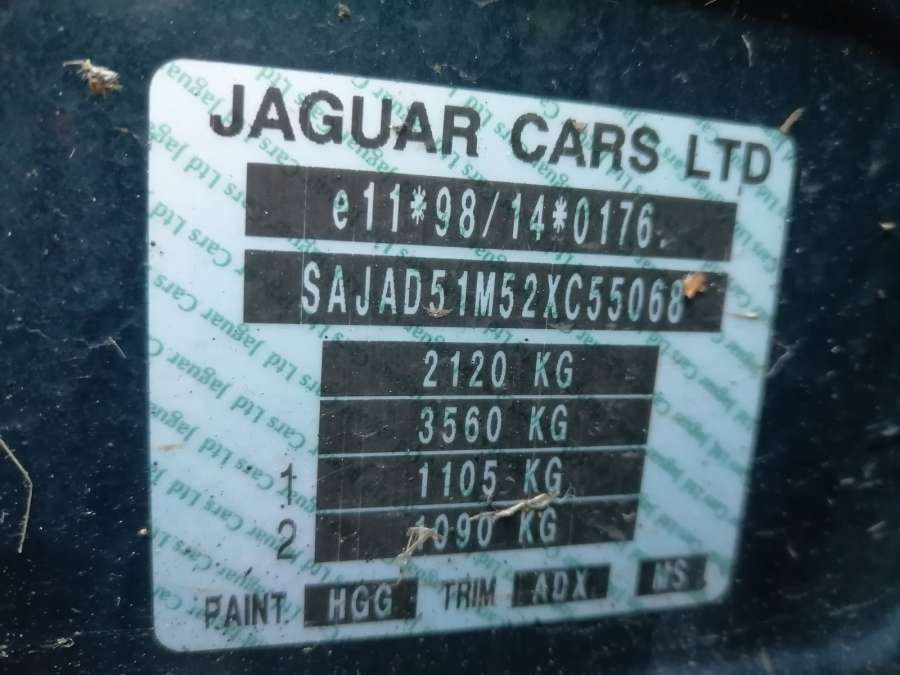 JAGUAR CARS LTD
e11*98/14*0176
SAJAD51M52XC55068
2120 KG
3560 KG
1 1105 KG
2 1090 KG
PAINT HGG TRIM ADX MS